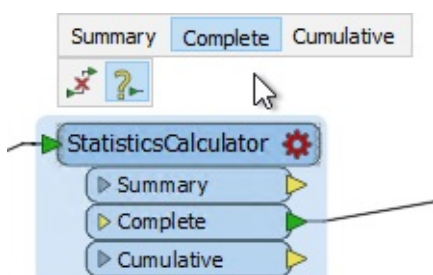 Summary Complete Cumulative
StatisticsCalculator
Summary
Complete
Cumulative